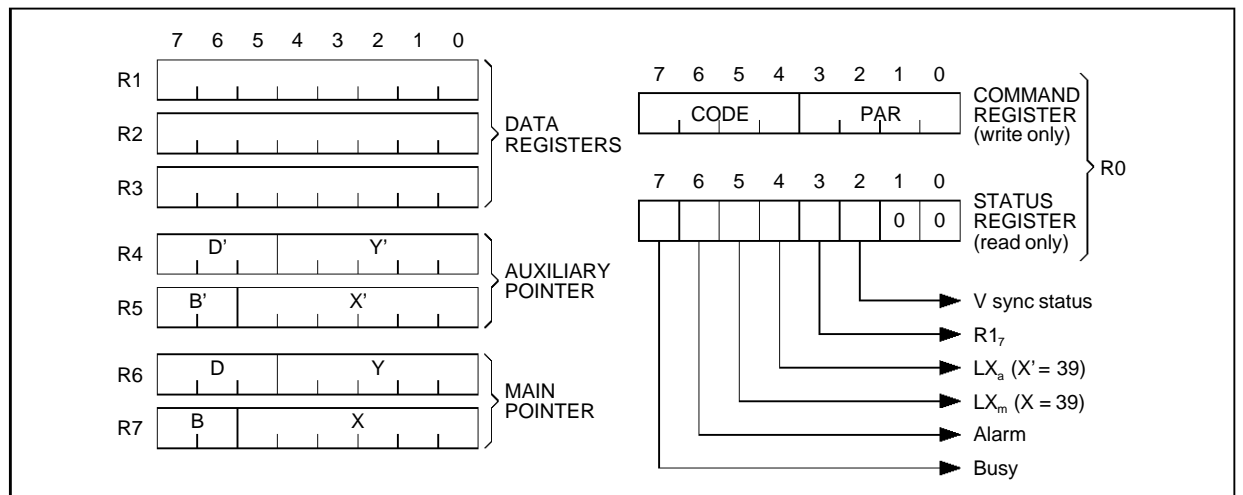 7 6 5 4 3 2 1 0
R1
R2
R3
DATA
REGISTERS
R4 D' Y'
R5 B' X'
AUXILIARY
POINTER
R6 D Y
R7 B X
MAIN
POINTER
7 6 5 4 3 2 1 0
CODE PAR
COMMAND
REGISTER
(write only)
7 6 5 4 3 2 1 0
0 0
STATUS
REGISTER
(read only)
R0
V sync status
R1₇
LXₐ (X' = 39)
LXₘ (X = 39)
Alarm
Busy